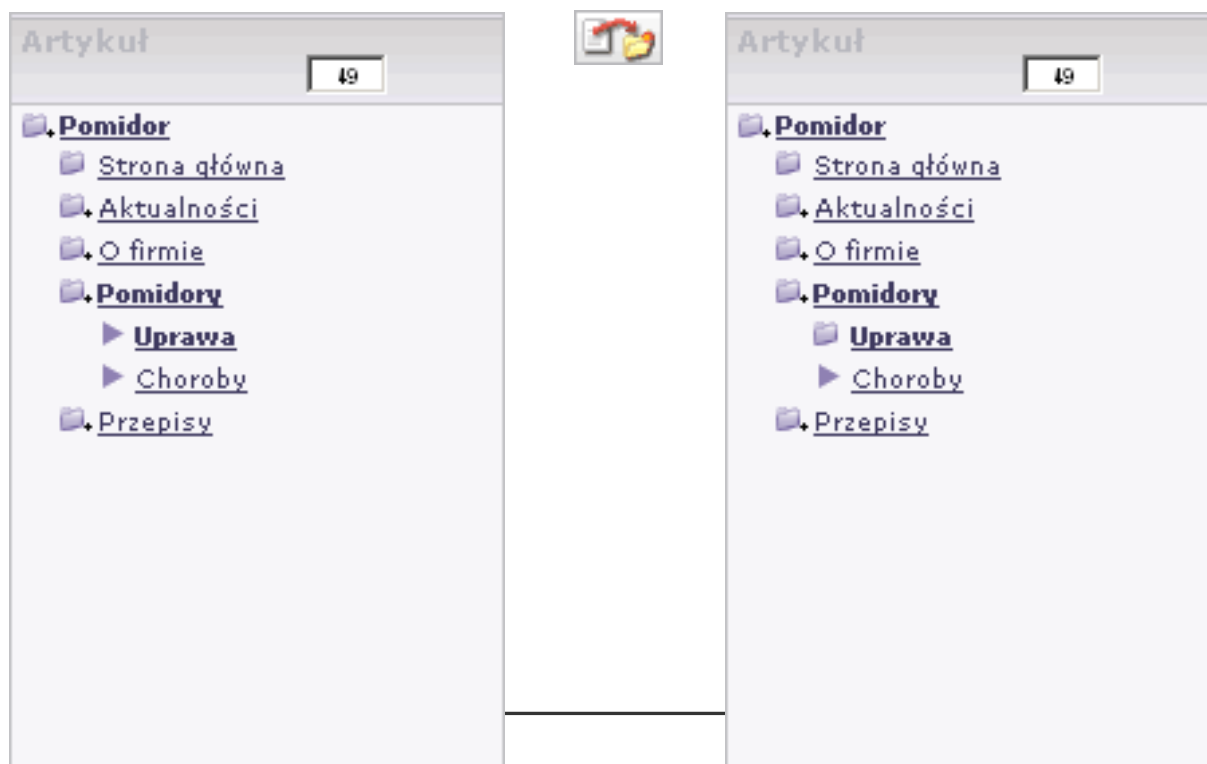 Artykuł
49
Pomidor
Strona główna
Aktualności
O firmie
Pomidory
Uprawa
Choroby
Przepisy
Artykuł
49
Pomidor
Strona główna
Aktualności
O firmie
Pomidory
Uprawa
Choroby
Przepisy